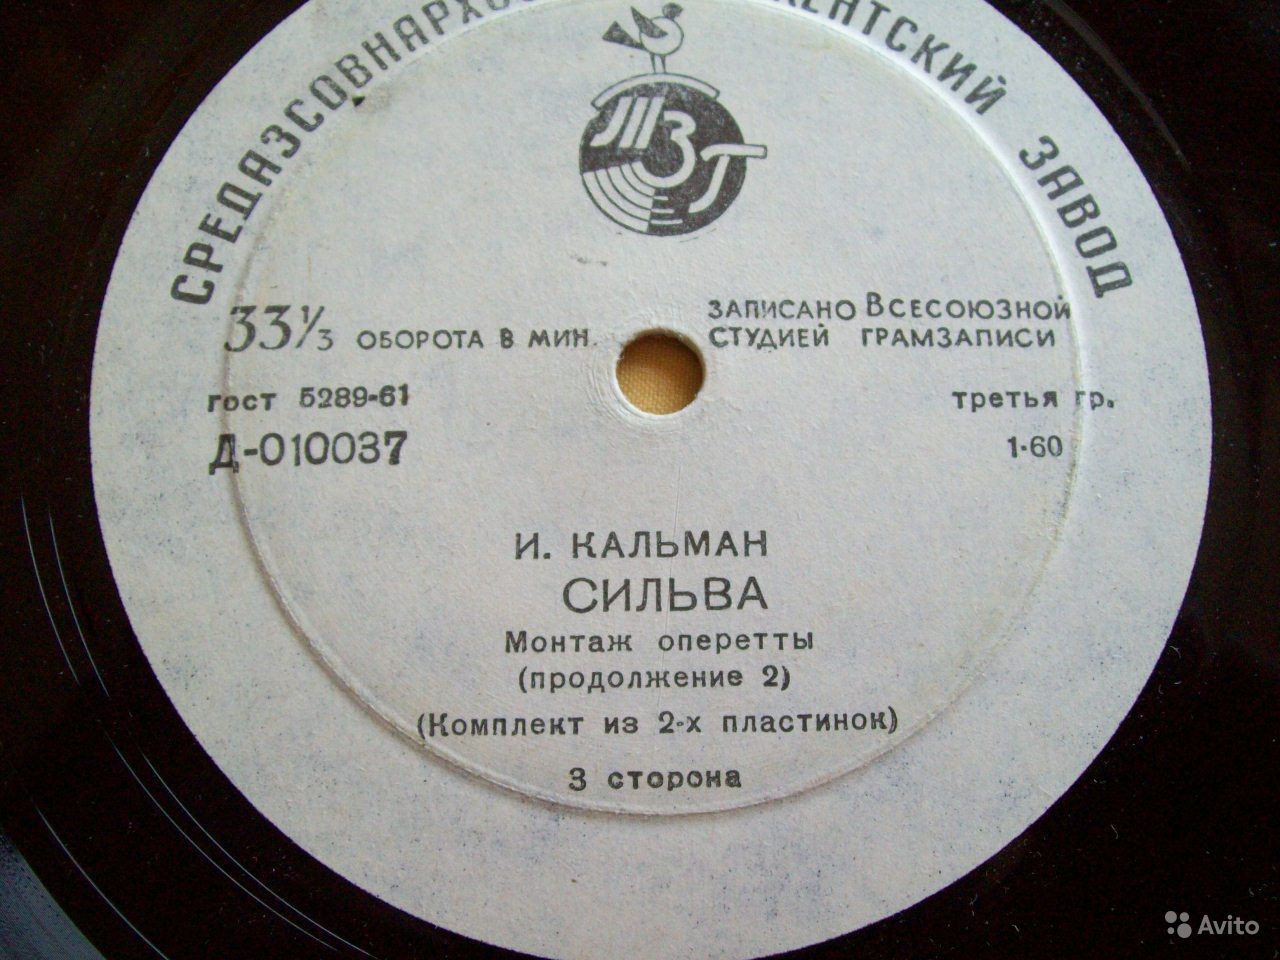 СРЕДАЗСОВНАРХОЗ
ЗАВОД
ТЗГ
33⅓ ОБОРОТА В МИН.
ЗАПИСАНО ВСЕСОЮЗНОЙ
СТУДИЕЙ ГРАМЗАПИСИ
ГОСТ 5289-61
третья гр.
Д-010037
1-60
И. КАЛЬМАН
СИЛЬВА
Монтаж оперетты
(продолжение 2)
(Комплект из 2-х пластинок)
3 сторона
Avito